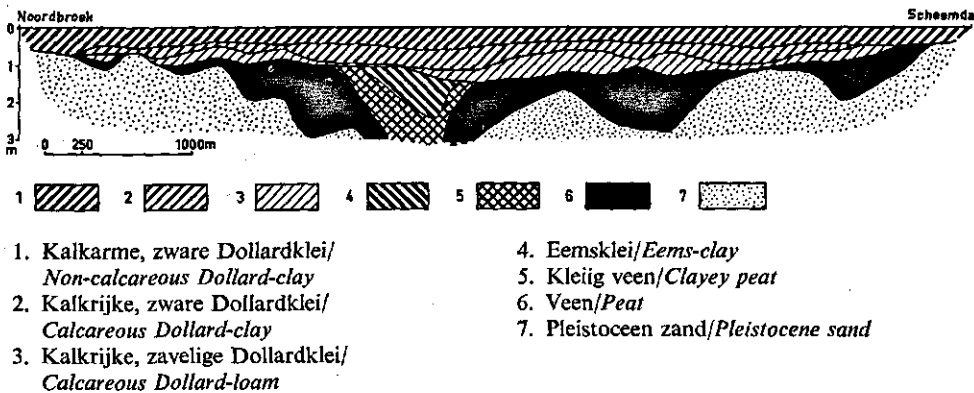 Noordbroek Scheemda
0
1
2
3
m
0 250 1000m
1 2 3 4 5 6 7
1. Kalkarme, zware Dollardklei/
Non-calcareous Dollard-clay
2. Kalkrijke, zware Dollardklei/
Calcareous Dollard-clay
3. Kalkrijke, zavelige Dollardklei/
Calcareous Dollard-loam
4. Eemsklei/Eems-clay
5. Kleiig veen/Clayey peat
6. Veen/Peat
7. Pleistoceen zand/Pleistocene sand